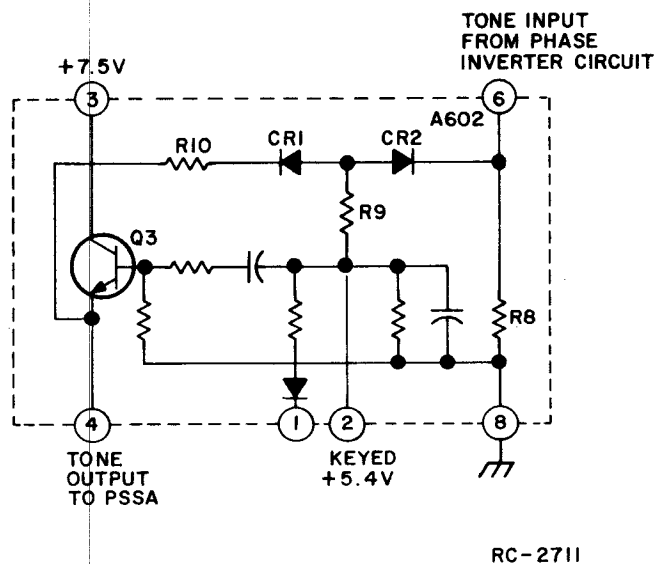 TONE INPUT
FROM PHASE
INVERTER CIRCUIT
+7.5V
3
6
A602
R10
CR1
CR2
R9
Q3
R8
4
1
2
8
TONE
OUTPUT
TO PSSA
KEYED
+5.4V
RC-2711